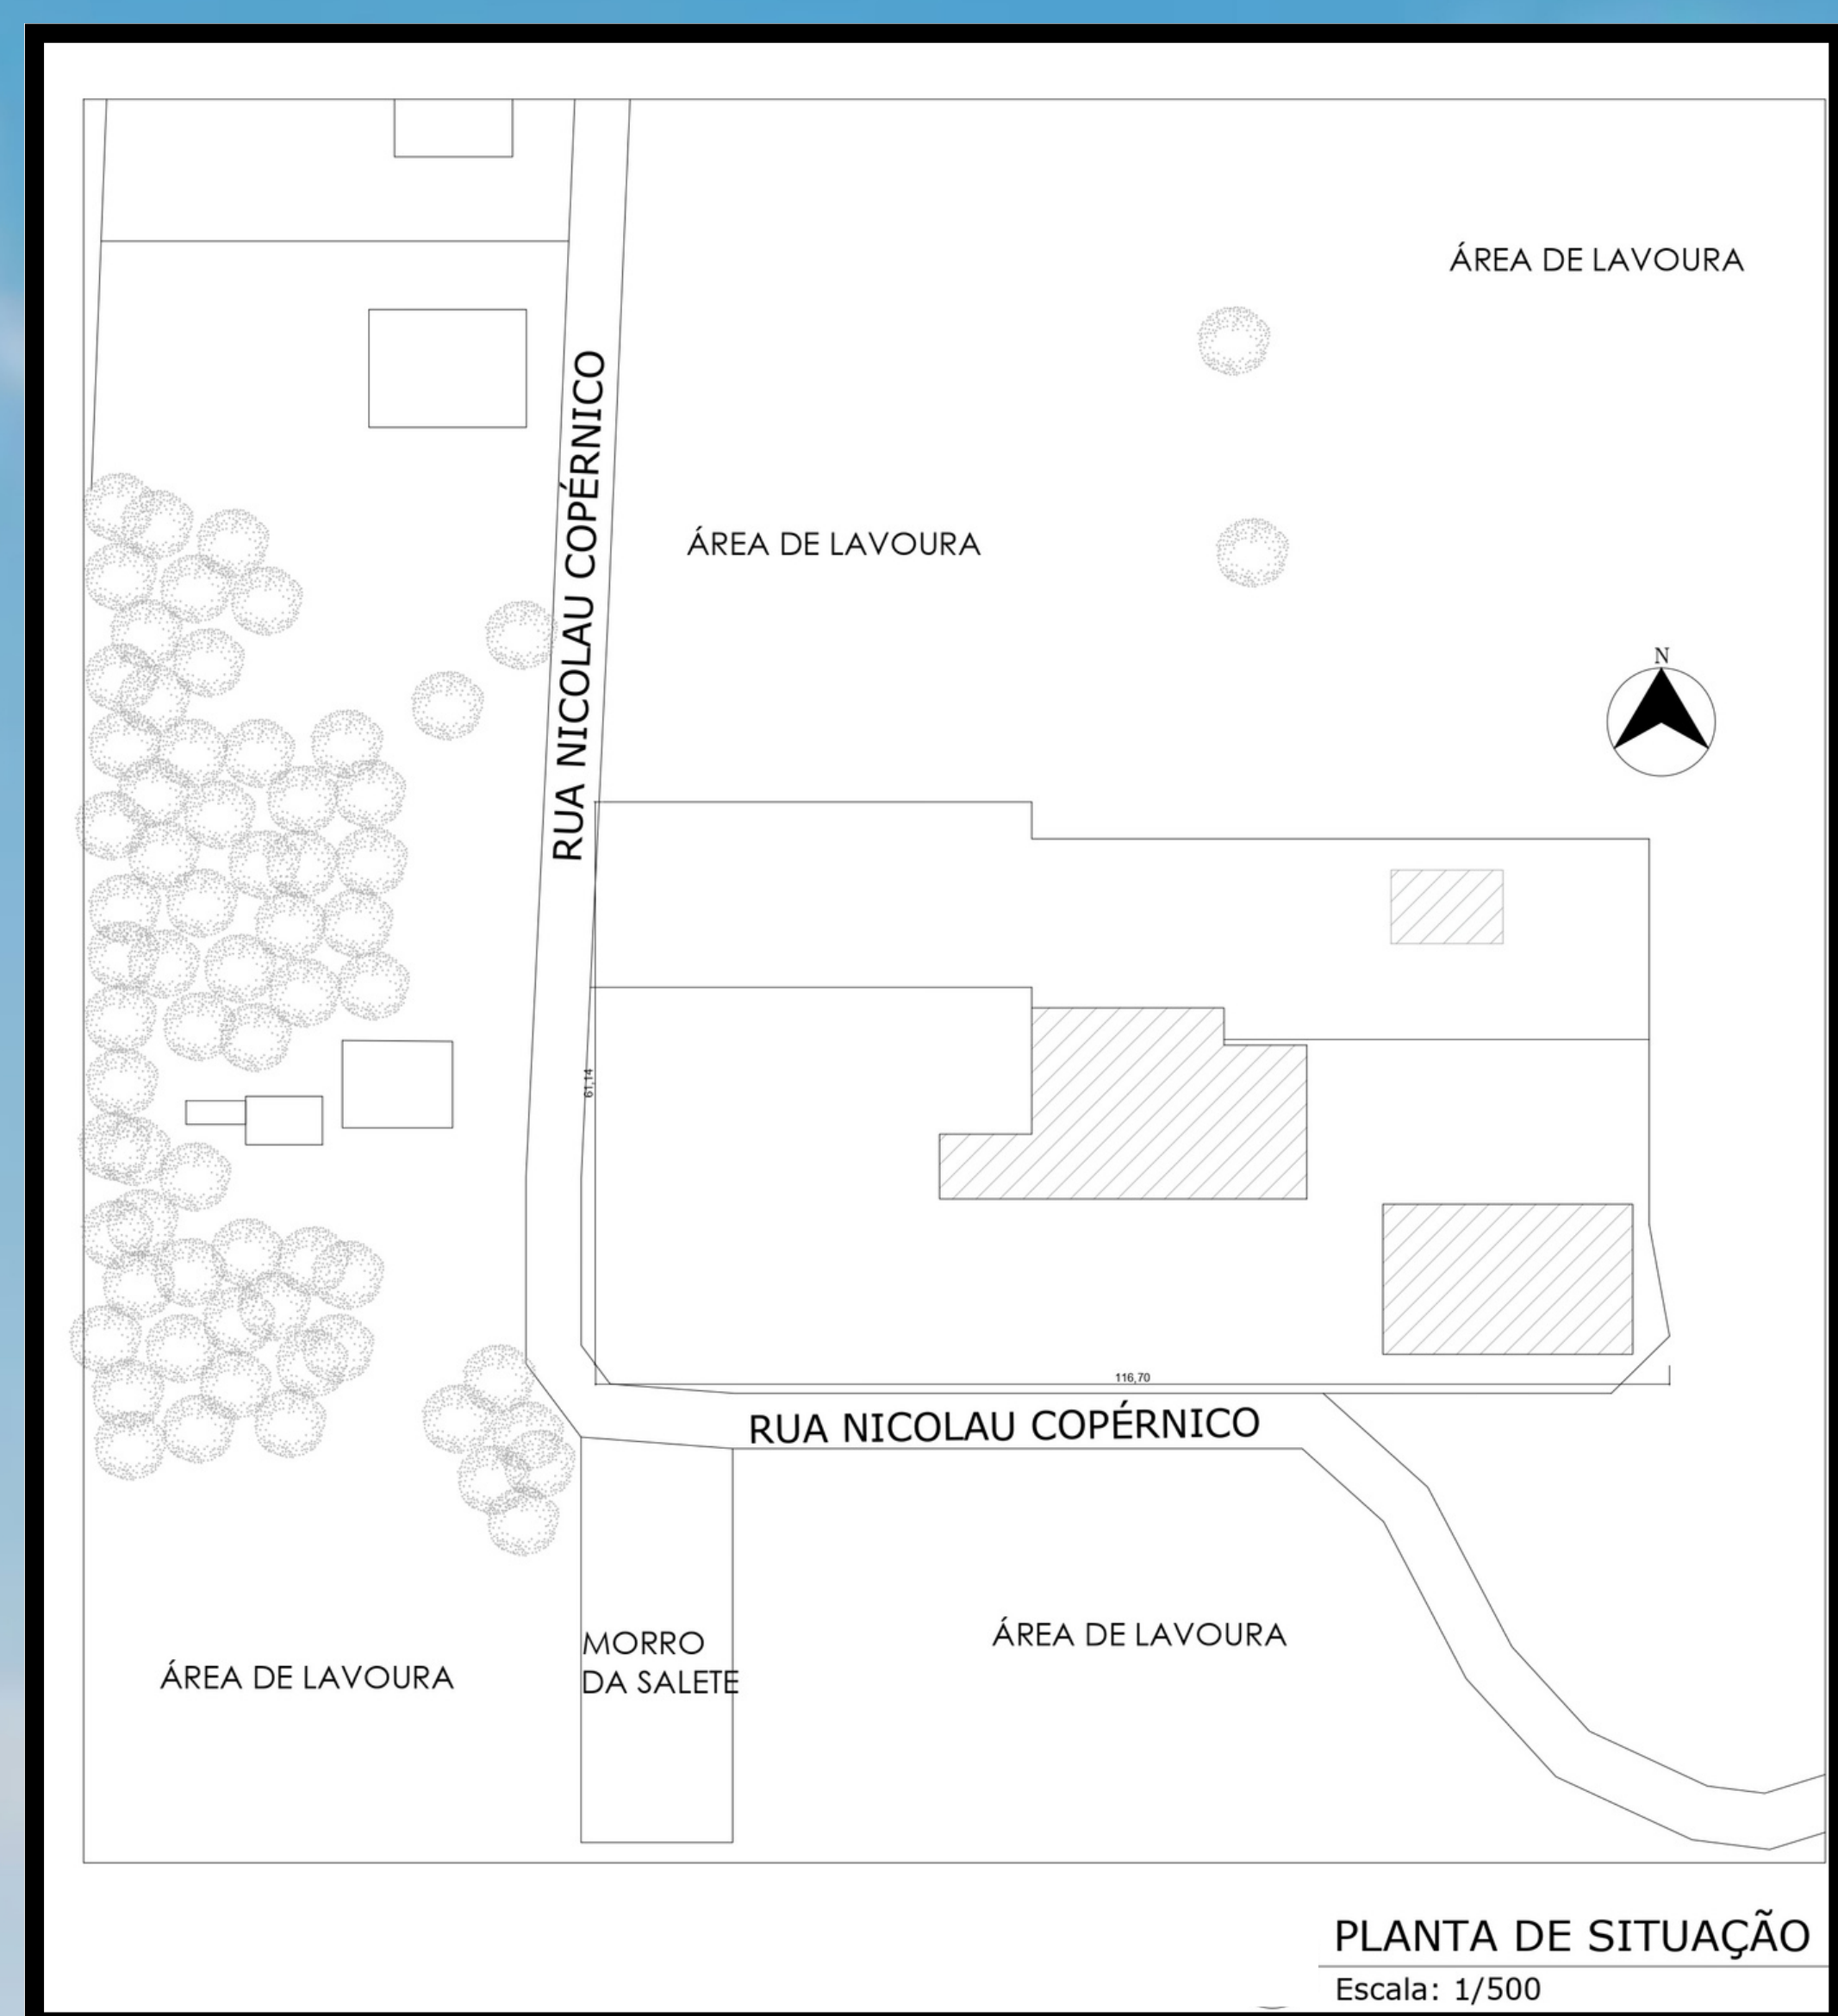 ÁREA DE LAVOURA
RUA NICOLAU COPÉRNICO
ÁREA DE LAVOURA
N
61,14
116,70
RUA NICOLAU COPÉRNICO
MORRO
DA SALETE
ÁREA DE LAVOURA
ÁREA DE LAVOURA
PLANTA DE SITUAÇÃO
Escala: 1/500